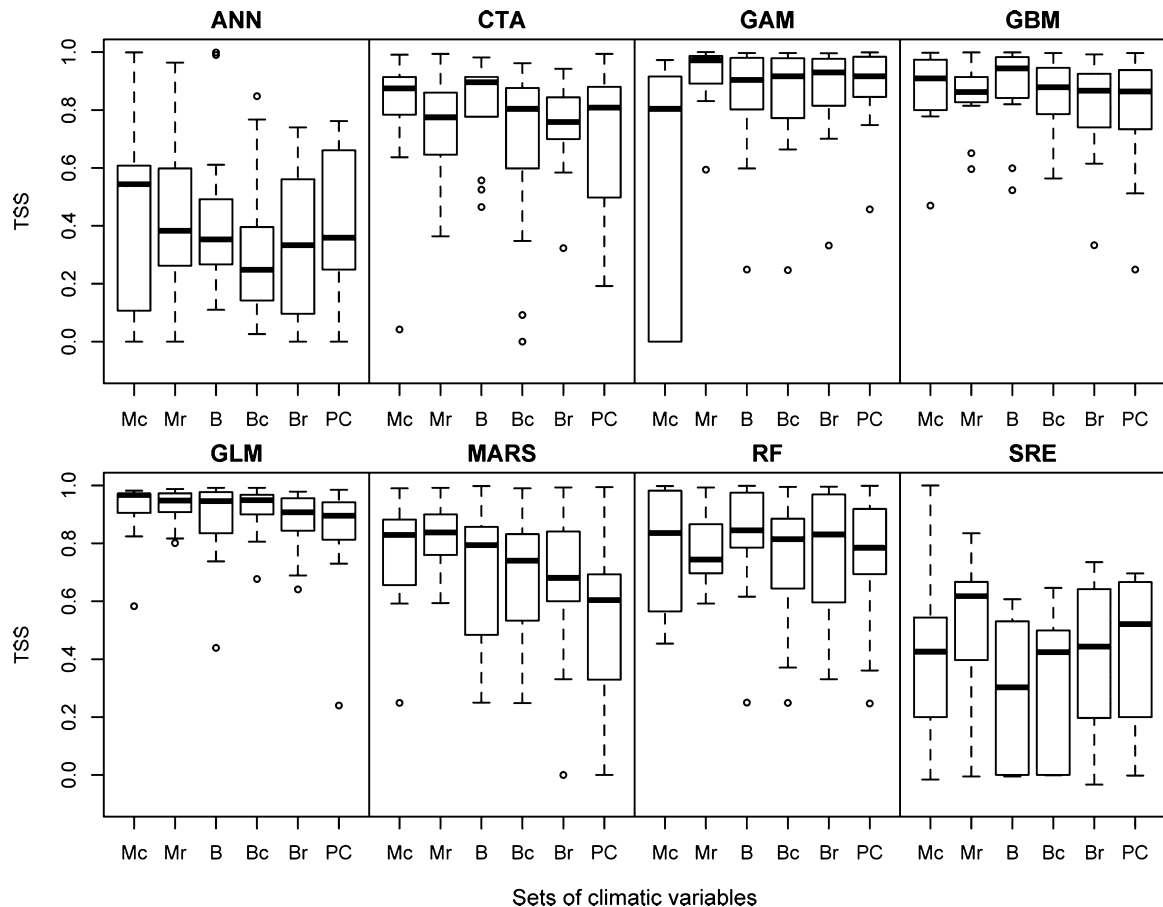 ANN CTA GAM GBM
TSS
1.0
0.8
0.6
0.4
0.2
0.0
Mc Mr B Bc Br PC Mc Mr B Bc Br PC Mc Mr B Bc Br PC Mc Mr B Bc Br PC
GLM MARS RF SRE
TSS
1.0
0.8
0.6
0.4
0.2
0.0
Mc Mr B Bc Br PC Mc Mr B Bc Br PC Mc Mr B Bc Br PC Mc Mr B Bc Br PC
Sets of climatic variables